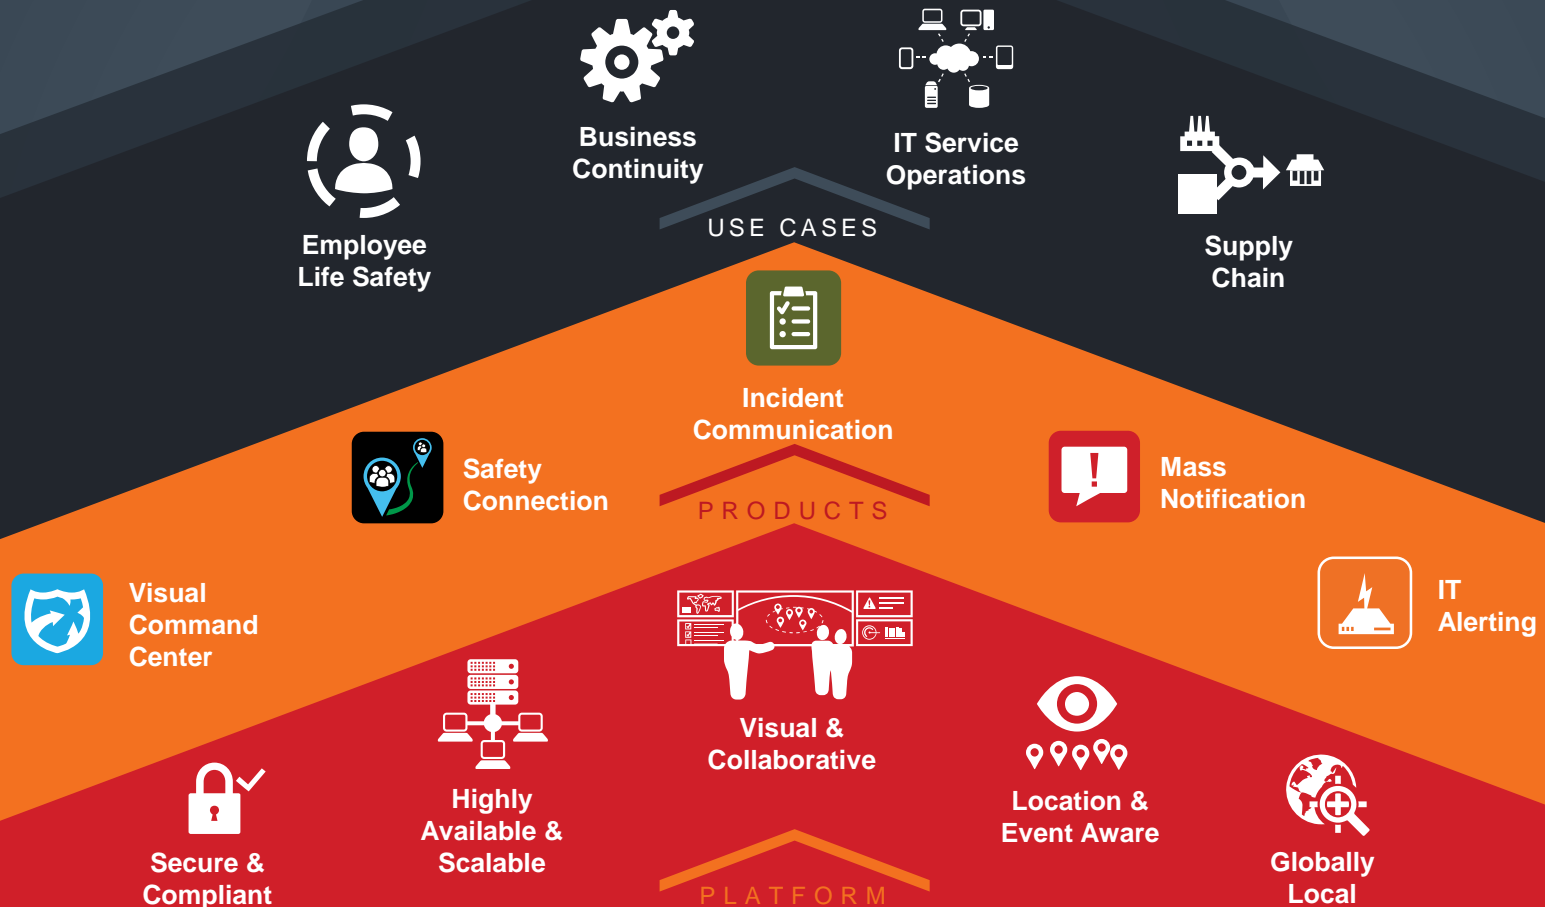 Business
Continuity
IT Service
Operations
Employee
Life Safety
USE CASES
Supply
Chain
Incident
Communication
Safety
Connection
Mass
Notification
PRODUCTS
Visual
Command
Center
IT
Alerting
Visual &
Collaborative
Highly
Available &
Scalable
Location &
Event Aware
Secure &
Compliant
Globally
Local
PLATFORM